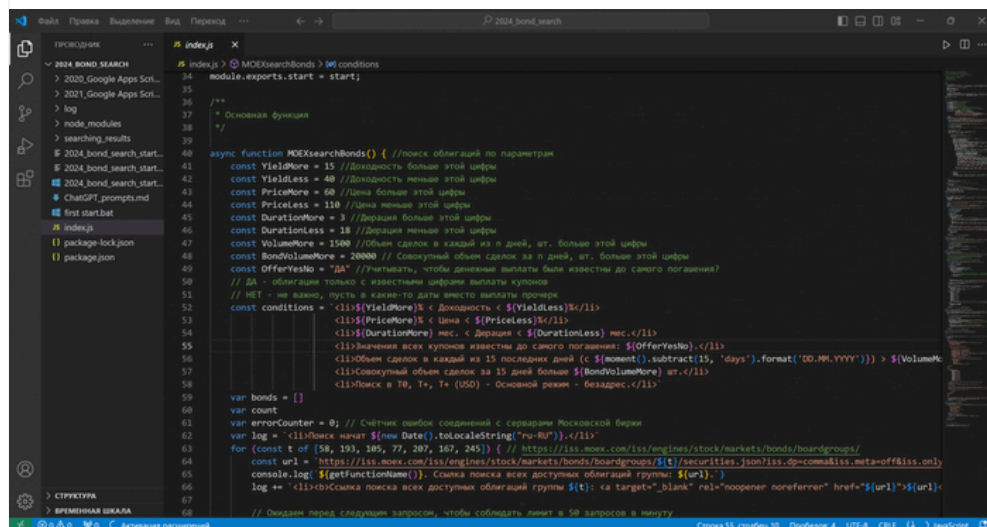 Файл Правка Выделение Вид Переход ··· 2024_bond_search
ПРОВОДНИК ···
JS index.js ×
2024_BOND_SEARCH
JS index.js > MOEXsearchBonds > conditions
2020_Google Apps Scri...
2021_Google Apps Scri...
log
node_modules
searching_results
2024_bond_search_start...
2024_bond_search_start...
2024_bond_search_start...
ChatGPT_prompts.md
first start.bat
JS index.js
{} package-lock.json
{} package.json
СТРУКТУРА
ВРЕМЕННАЯ ШКАЛА
34 module.exports.start = start;
35
36 /**
37 * Основная функция
38 */
39
40 async function MOEXsearchBonds() { //поиск облигаций по параметрам
41 const YieldMore = 15 //Доходность больше этой цифры
42 const YieldLess = 40 //Доходность меньше этой цифры
43 const PriceMore = 60 //Цена больше этой цифры
44 const PriceLess = 110 //Цена меньше этой цифры
45 const DurationMore = 3 //Дюрация больше этой цифры
46 const DurationLess = 18 //Дюрация меньше этой цифры
47 const VolumeMore = 1500 //Объем сделок в каждый из n дней, шт. больше этой цифры
48 const BondVolumeMore = 20000 // Совокупный объем сделок за n дней, шт. больше этой цифры
49 const OfferYesNo = "ДА" //Учитывать, чтобы денежные выплаты были известны до самого погашения?
50 // ДА - облигации только с известными цифрами выплаты купонов
51 // НЕТ - не важно, пусть в какие-то даты вместо выплаты прочерк
52 const conditions = `<li>${YieldMore}% < Доходность < ${YieldLess}%</li>
53 <li>${PriceMore}% < Цена < ${PriceLess}%</li>
54 <li>${DurationMore} мес. < Дюрация < ${DurationLess} мес.</li>
55 <li>Значения всех купонов известны до самого погашения: ${OfferYesNo}.</li>
56 <li>Объем сделок в каждый из 15 последних дней (с ${moment().subtract(15, 'days').format('DD.MM.YYYY')}) > ${VolumeMo
57 <li>Совокупный объем сделок за 15 дней больше ${BondVolumeMore} шт.</li>
58 <li>Поиск в T0, T+, T+ (USD) - Основной режим - безадрес.</li>`
59 var bonds = []
60 var count
61 var errorCounter = 0; // Счётчик ошибок соединений с серварами Московской биржи
62 var log = `<li>Поиск начат ${new Date().toLocaleString("ru-RU")}.</li>`
63 for (const t of [58, 193, 105, 77, 207, 167, 245]) { // https://iss.moex.com/iss/engines/stock/markets/bonds/boardgroups/
64 const url = `https://iss.moex.com/iss/engines/stock/markets/bonds/boardgroups/${t}/securities.json?iss.dp=comma&iss.meta=off&iss.only
65 console.log(`${getFunctionName()}. Ссылка поиска всех доступных облигаций группы: ${url}.`)
66 log += `<li><b>Ссылка поиска всех доступных облигаций группы ${t}: <a target="_blank" rel="noopener noreferrer" href="${url}">${url}<
67
68 // Ожидаем перед следующим запросом, чтобы соблюдать лимит в 50 запросов в минуту
0 0 0 Активация расширений Строка 55, столбец 10 Пробелов: 4 UTF-8 CRLF {} JavaScript